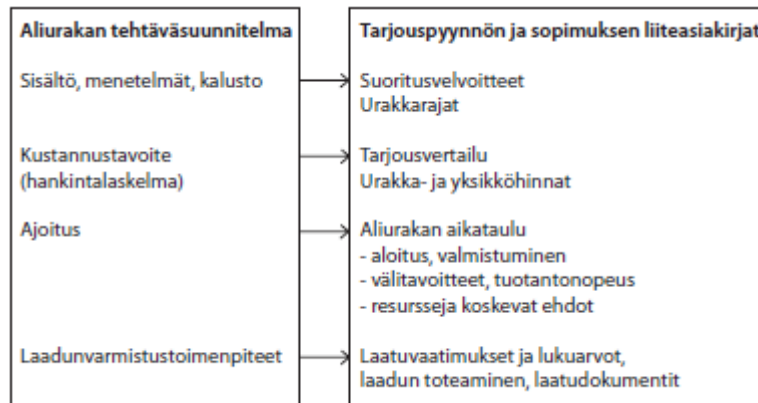 Aliurakan tehtäväsuunnitelma
Sisältö, menetelmät, kalusto
Kustannustavoite
(hankintalaskelma)
Ajoitus
Laadunvarmistustoimenpiteet
Tarjouspyynnön ja sopimuksen liiteasiakirjat
Suoritusvelvoitteet
Urakkarajat
Tarjousvertailu
Urakka- ja yksikköhinnat
Aliurakan aikataulu
- aloitus, valmistuminen
- välitavoitteet, tuotantonopeus
- resursseja koskevat ehdot
Laatuvaatimukset ja lukuarvot,
laadun toteaminen, laatudokumentit